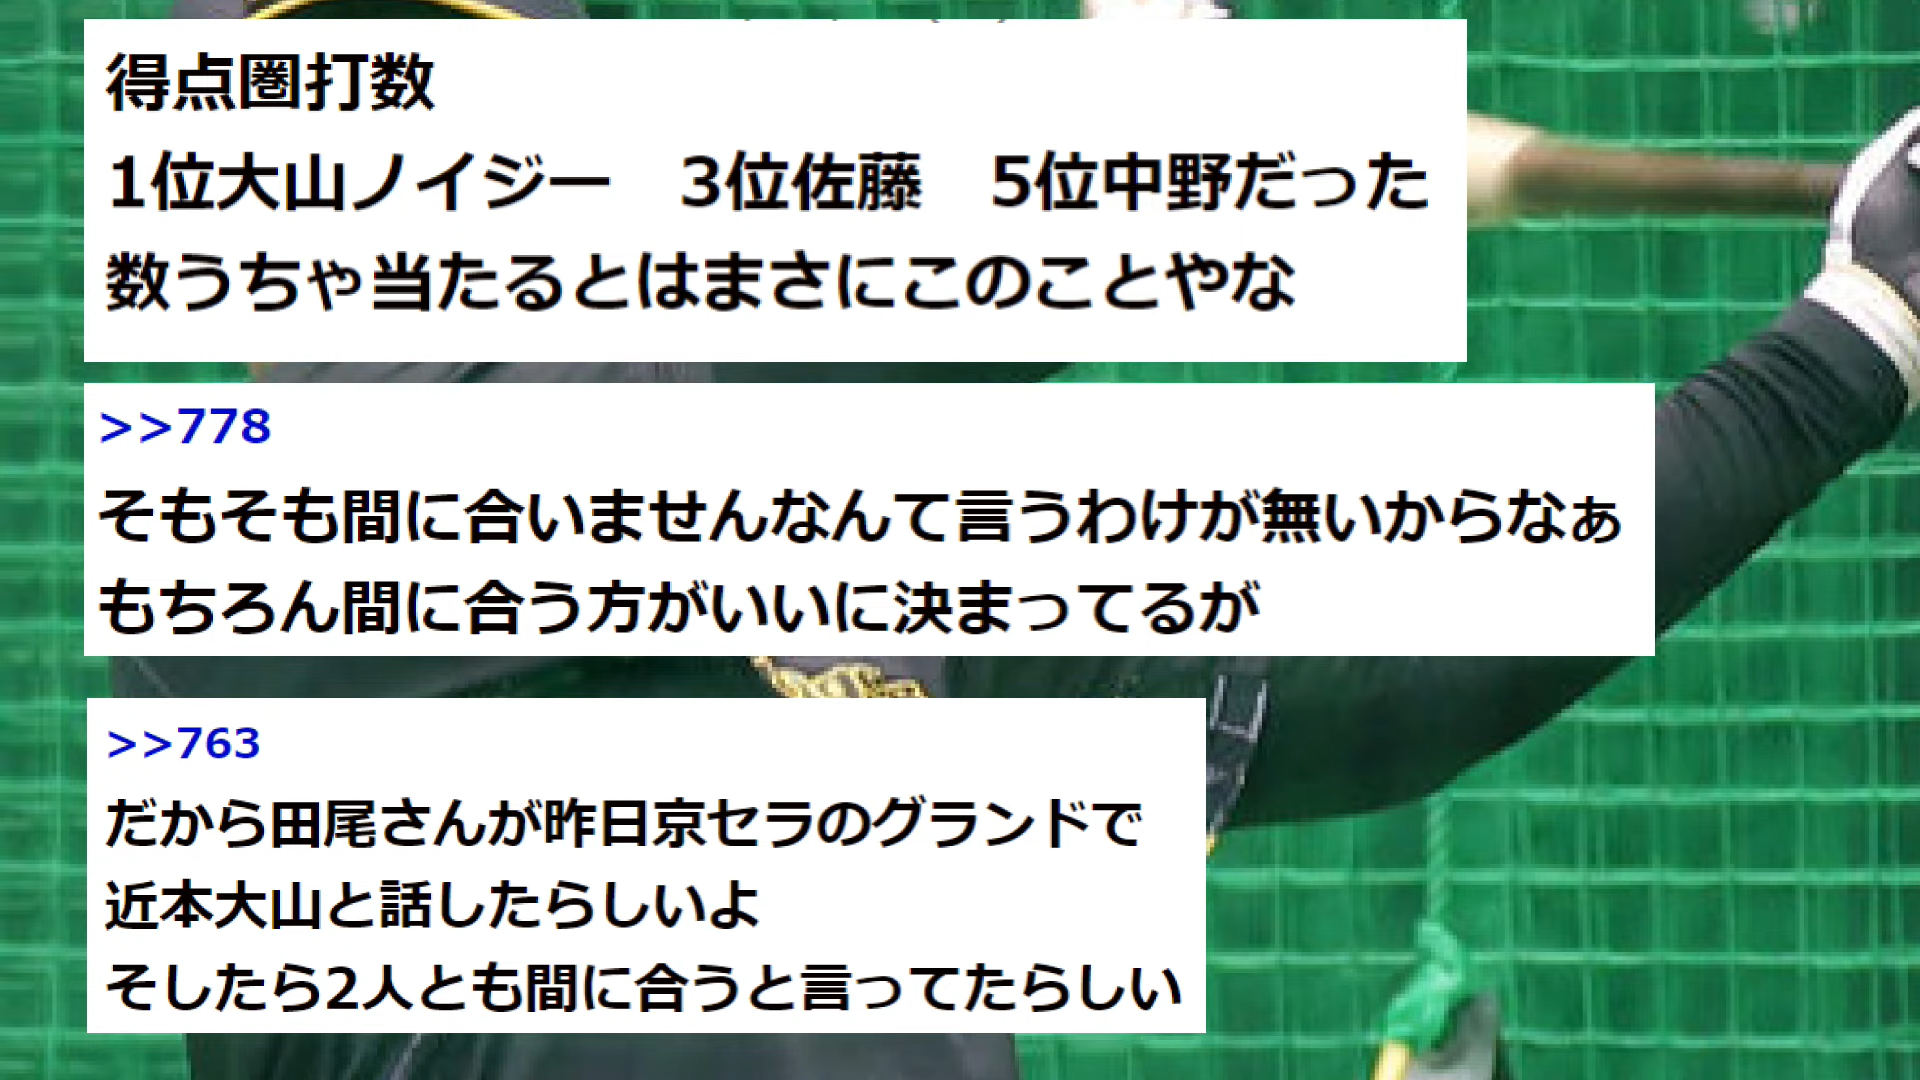 得点圏打数
1位大山ノイジー　3位佐藤　5位中野だった
数うちゃ当たるとはまさにこのことやな
>>778
そもそも間に合いませんなんて言うわけが無いからなぁ
もちろん間に合う方がいいに決まってるが
>>763
だから田尾さんが昨日京セラのグランドで
近本大山と話したらしいよ
そしたら2人とも間に合うと言ってたらしい